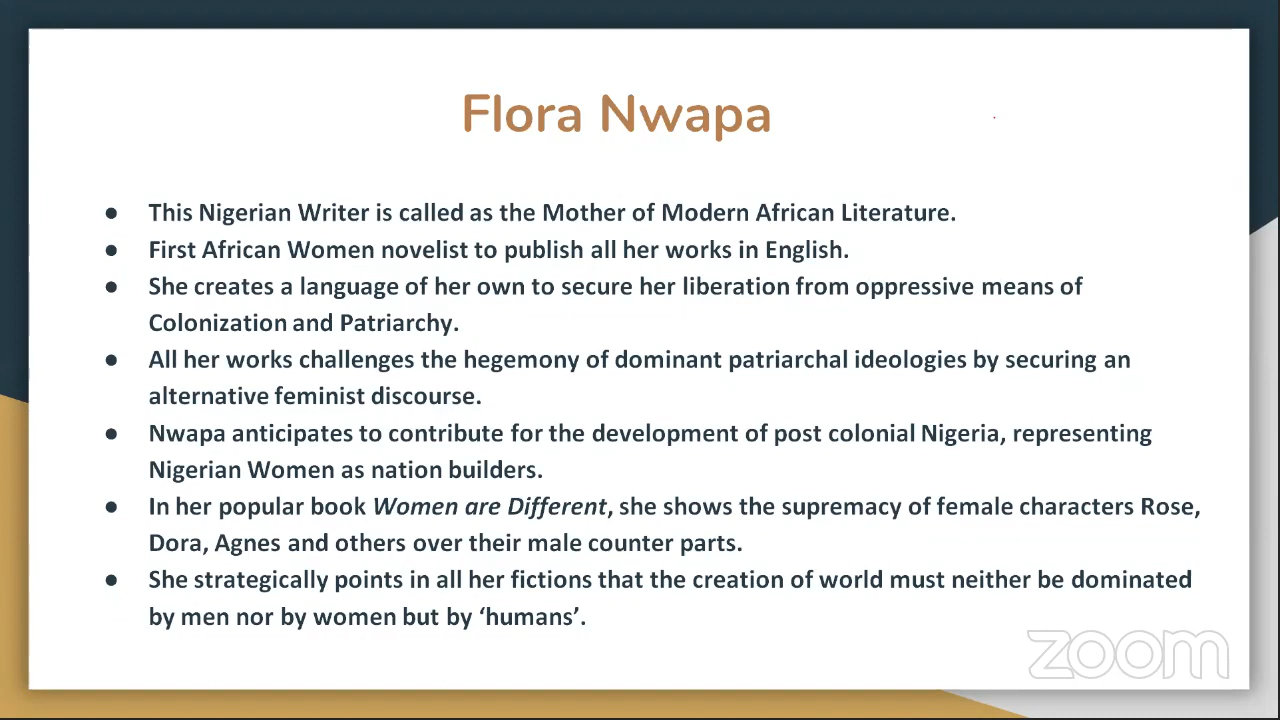 Flora Nwapa
● This Nigerian Writer is called as the Mother of Modern African Literature.
● First African Women novelist to publish all her works in English.
● She creates a language of her own to secure her liberation from oppressive means of
Colonization and Patriarchy.
● All her works challenges the hegemony of dominant patriarchal ideologies by securing an
alternative feminist discourse.
● Nwapa anticipates to contribute for the development of post colonial Nigeria, representing
Nigerian Women as nation builders.
● In her popular book Women are Different, she shows the supremacy of female characters Rose,
Dora, Agnes and others over their male counter parts.
● She strategically points in all her fictions that the creation of world must neither be dominated
by men nor by women but by ‘humans’.
zoom